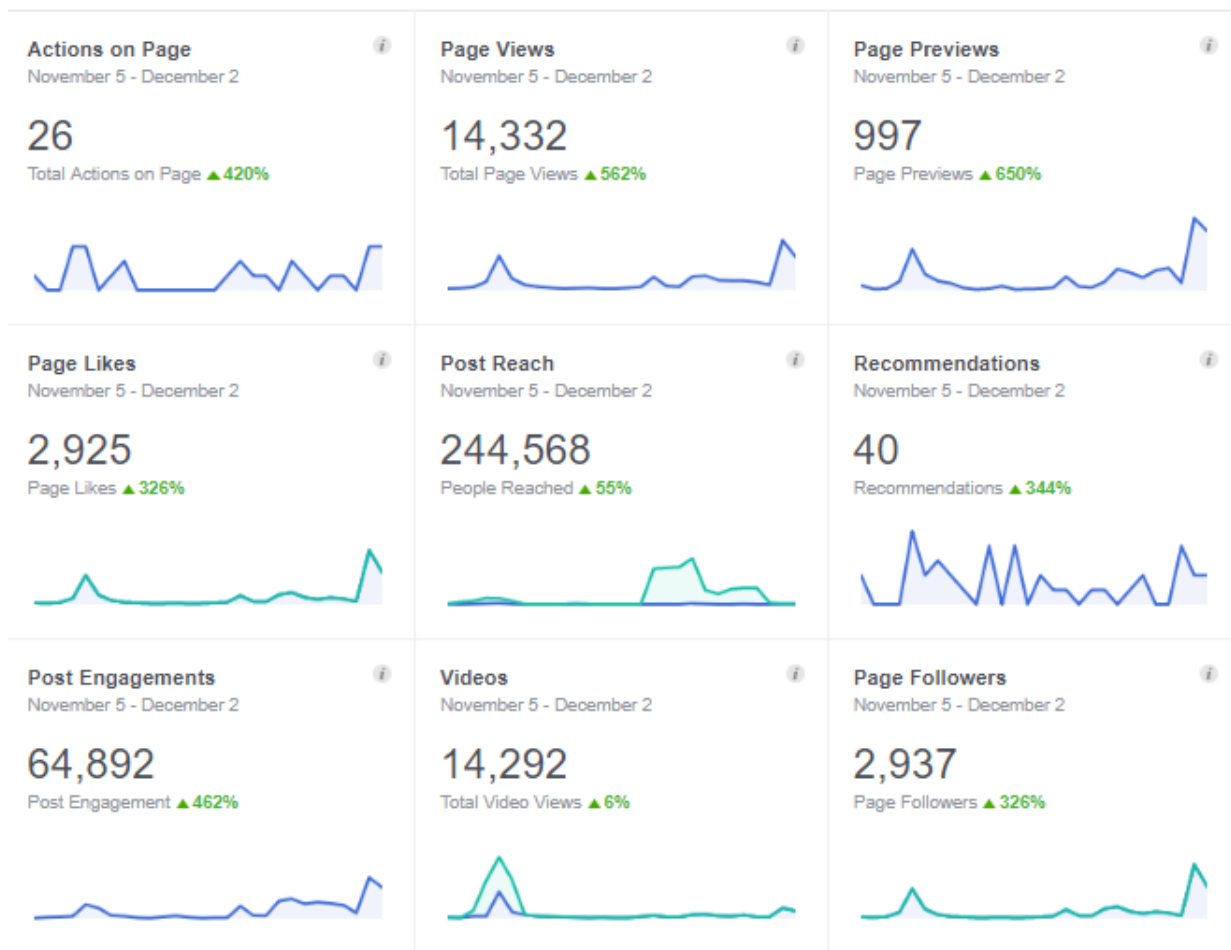 Actions on Page
November 5 - December 2
26
Total Actions on Page ▲420%
Page Views
November 5 - December 2
14,332
Total Page Views ▲562%
Page Previews
November 5 - December 2
997
Page Previews ▲650%
Page Likes
November 5 - December 2
2,925
Page Likes ▲326%
Post Reach
November 5 - December 2
244,568
People Reached ▲55%
Recommendations
November 5 - December 2
40
Recommendations ▲344%
Post Engagements
November 5 - December 2
64,892
Post Engagement ▲462%
Videos
November 5 - December 2
14,292
Total Video Views ▲6%
Page Followers
November 5 - December 2
2,937
Page Followers ▲326%